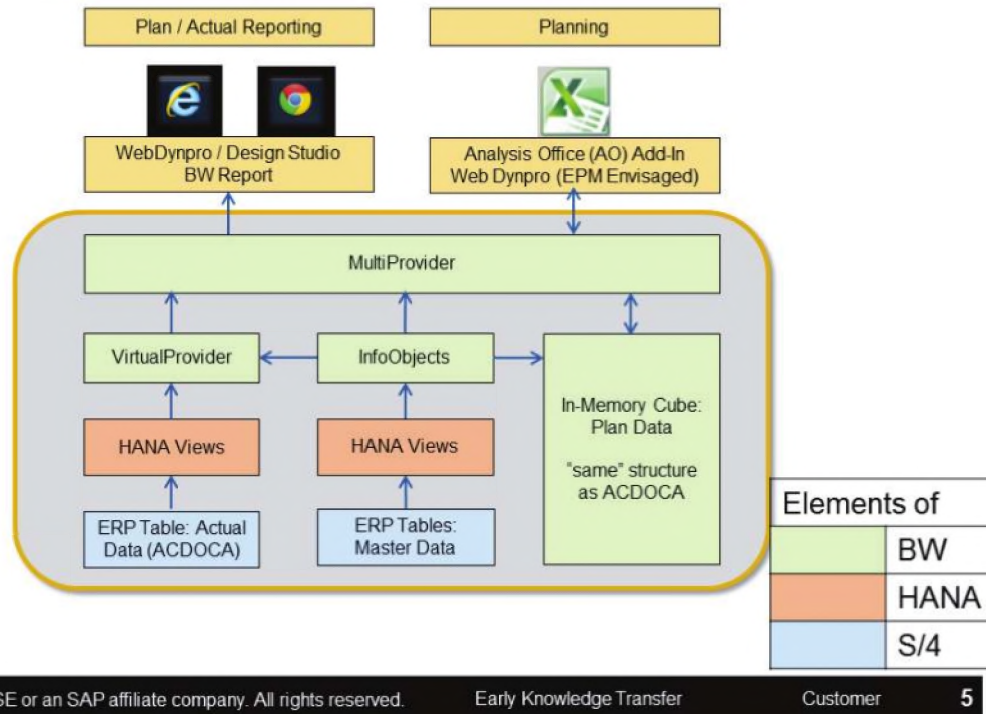 Plan / Actual Reporting
Planning
WebDynpro / Design Studio
BW Report
Analysis Office (AO) Add-In
Web Dynpro (EPM Envisaged)
MultiProvider
VirtualProvider
InfoObjects
In-Memory Cube:
Plan Data
"same" structure
as ACDOCA
HANA Views
HANA Views
ERP Table: Actual
Data (ACDOCA)
ERP Tables:
Master Data
Elements of
BW
HANA
S/4
SE or an SAP affiliate company. All rights reserved.
Early Knowledge Transfer
Customer
5